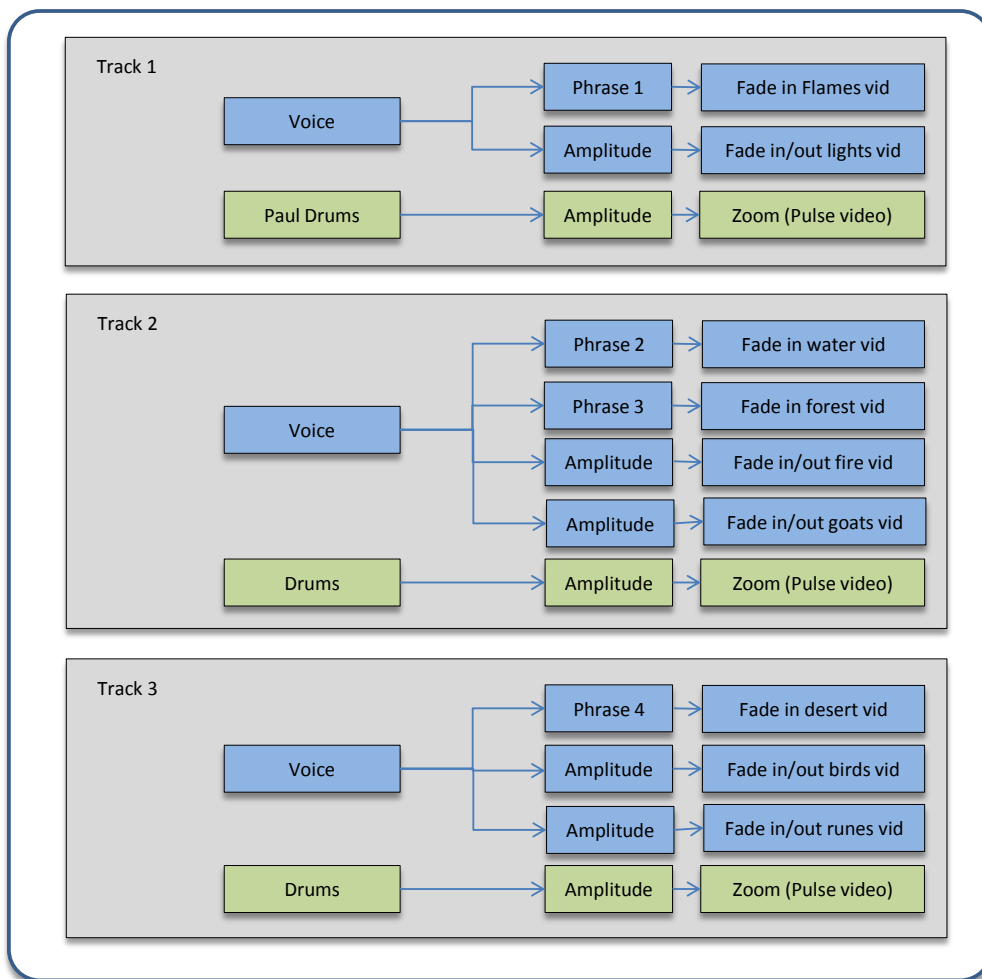 Track 1
Phrase 1
Fade in Flames vid
Voice
Amplitude
Fade in/out lights vid
Paul Drums
Amplitude
Zoom (Pulse video)
Track 2
Phrase 2
Fade in water vid
Phrase 3
Fade in forest vid
Voice
Amplitude
Fade in/out fire vid
Amplitude
Fade in/out goats vid
Drums
Amplitude
Zoom (Pulse video)
Track 3
Phrase 4
Fade in desert vid
Voice
Amplitude
Fade in/out birds vid
Amplitude
Fade in/out runes vid
Drums
Amplitude
Zoom (Pulse video)